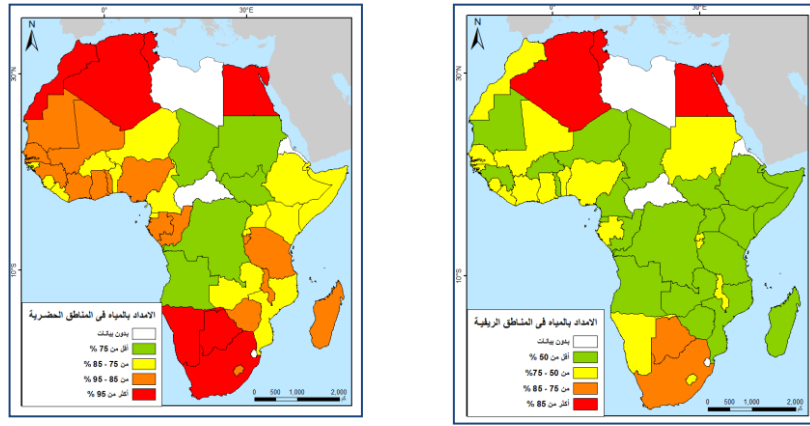 0°
30°E
N
30°N
10°S
الامداد بالمياه فى المناطق الحضرية
بدون بيانات
أقل من 75 %
من 75 - 85 %
من 85 - 95 %
أكثر من 95 %
0 500 1,000 2,000
كم
0°
30°E
N
30°N
10°S
الامداد بالمياه فى المناطق الريفية
بدون بيانات
أقل من 50 %
من 50 - 75%
من 75 - 85 %
أكثر من 85 %
0 500 1,000 2,000
كم